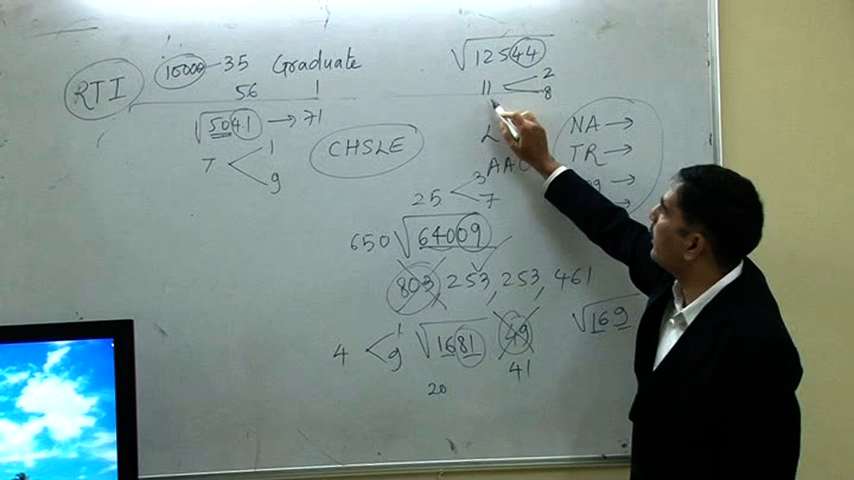 RTI
10000 35 Graduate
56 1
√5041 → 71
7 < 1
9
CHSLE
√12544
11 < 2
8
L
AAO
NA →
TR →
25 < 3
7
650 √64009
803 253, 253, 461
√169
4 < 1
9
√1681 49
20 41